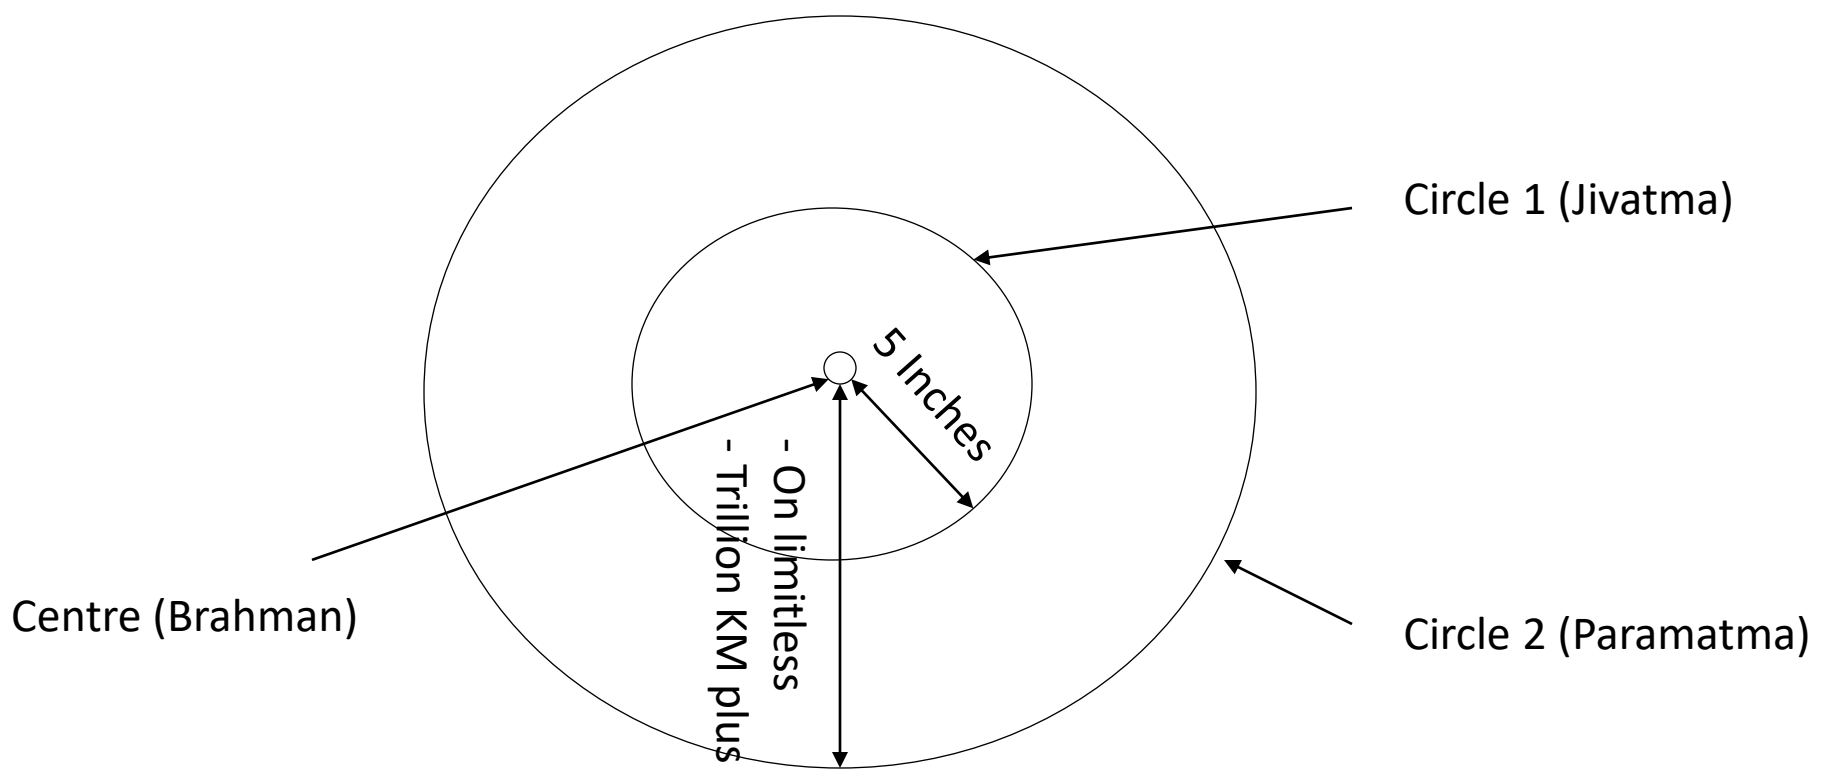 Circle 1 (Jivatma)
5 Inches
- On limitless
- Trillion KM plus
Centre (Brahman)
Circle 2 (Paramatma)